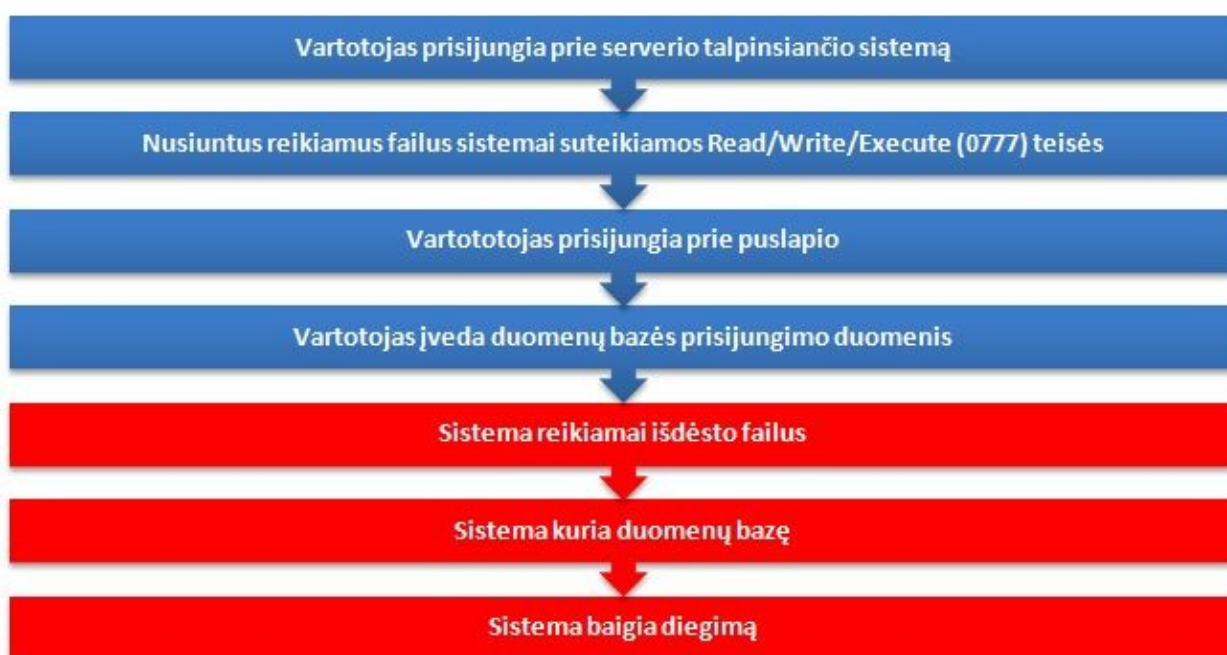 Vartotojas prisijungia prie serverio talpinsiančio sistemą
Nusiuntus reikiamus failus sistemai suteikiamos Read/Write/Execute (0777) teisės
Vartototojas prisijungia prie puslapio
Vartotojas įveda duomenų bazės prisijungimo duomenis
Sistema reikiamai išdėsto failus
Sistema kuria duomenų bazę
Sistema baigia diegimą